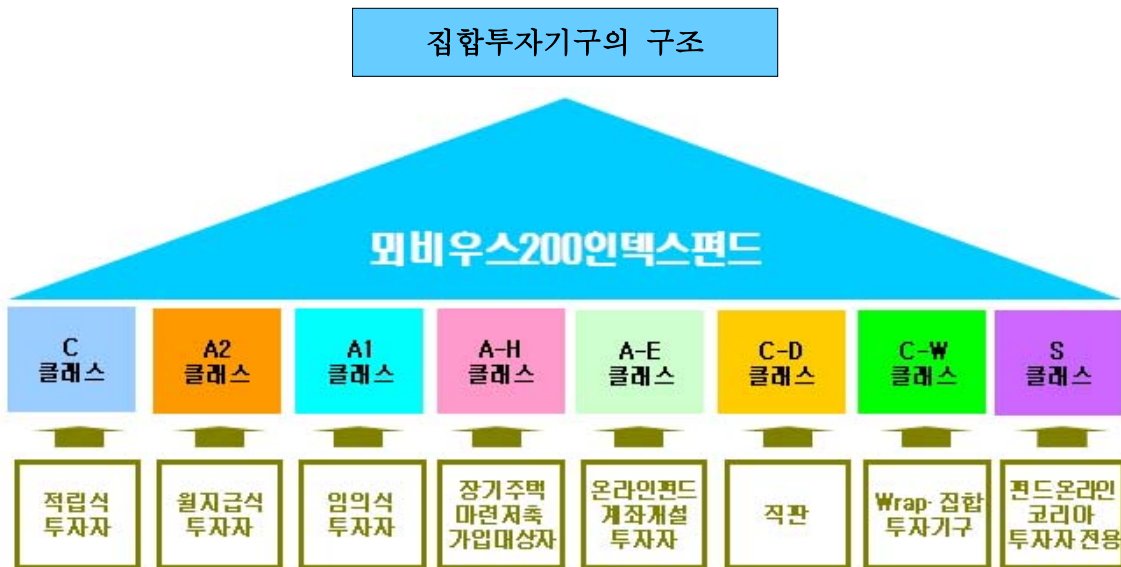 집합투자기구의 구조
뫼비우스200인덱스펀드
C
클래스
A2
클래스
A1
클래스
A-H
클래스
A-E
클래스
C-D
클래스
C-W
클래스
S
클래스
적립식
투자자
월지급식
투자자
임의식
투자자
장기주택
마련저축
가입대상자
온라인펀드
계좌개설
투자자
직판
Wrap·집합
투자기구
펀드온라인
코리아
투자자 전용